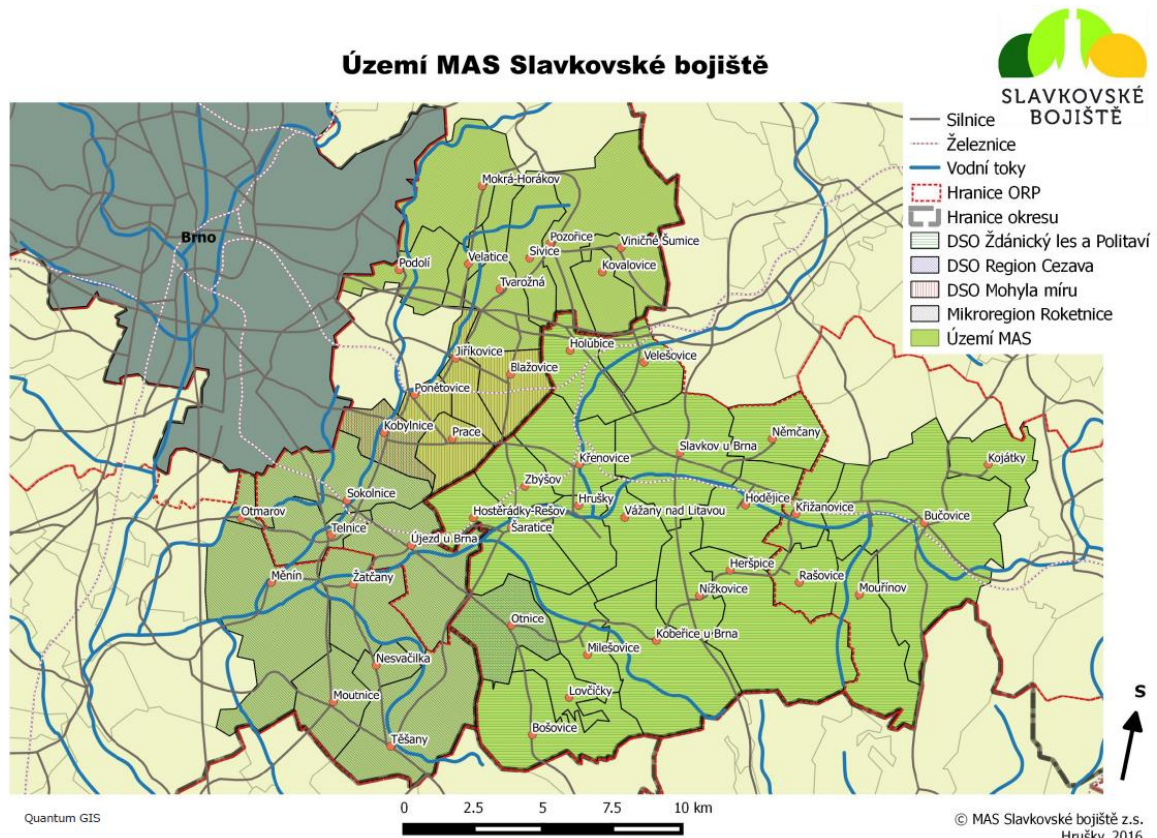 Území MAS Slavkovské bojiště
SLAVKOVSKÉ
BOJIŠTĚ
Silnice
Železnice
Vodní toky
Hranice ORP
Hranice okresu
DSO Ždánický les a Politaví
DSO Region Cezava
DSO Mohyla míru
Mikroregion Roketnice
Území MAS
Mokrá-Horákov
Brno
Pozořice
Viničné Šumice
Sivice
Velatice
Podolí
Kovalovice
Tvarožná
Jiříkovice
Holubice
Velešovice
Blažovice
Ponětovice
Kobylnice
Prace
Němčany
Slavkov u Brna
Křenovice
Kojátky
Zbýšov
Sokolnice
Hrušky
Hodějice
Křižanovice
Otmarov
Hostěrádky-Rešov
Vážany nad Litavou
Bučovice
Šaratice
Telnice
Újezd u Brna
Heršpice
Měnín
Žatčany
Rašovice
Nížkovice
Mouřínov
Otnice
Kobeřice u Brna
Milešovice
Nesvačilka
Lovčičky
Moutnice
Bošovice
Těšany
S
0 2.5 5 7.5 10 km
Quantum GIS
© MAS Slavkovské bojiště z.s.
Hrušky, 2016